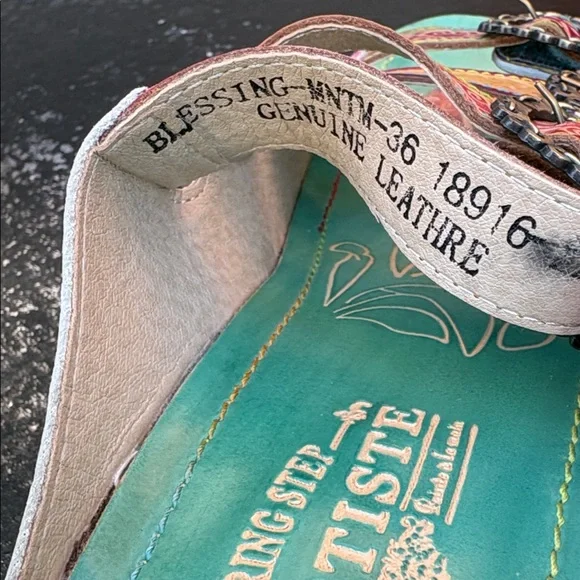 BLESSING-MNTM-36 18916
GENUINE LEATHRE
RING STEP
TISTE